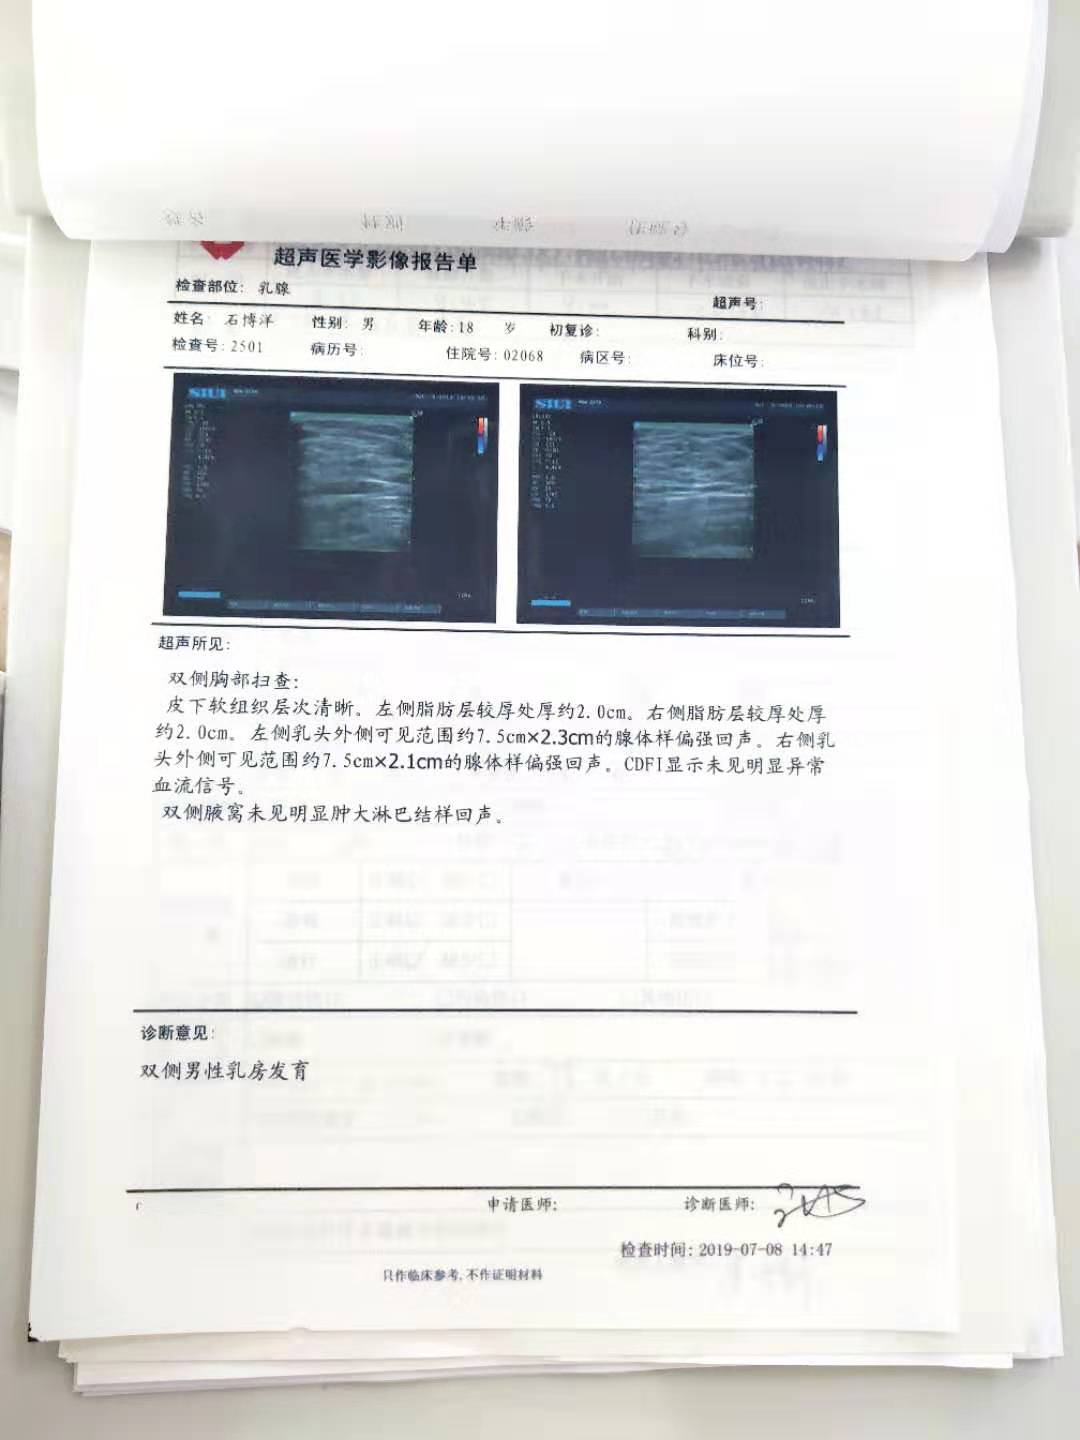 超声医学影像报告单
检查部位: 乳腺
超声号:
姓名: 石博洋 性别: 男 年龄: 18 岁 初复诊: 科别:
检查号: 2501 病历号: 住院号: 02068 病区号: 床位号:
SIUI
SIUI
超声所见:
双侧胸部扫查:
皮下软组织层次清晰。左侧脂肪层较厚处厚约2.0cm。右侧脂肪层较厚处厚
约2.0cm。左侧乳头外侧可见范围约7.5cm×2.3cm的腺体样偏强回声。右侧乳
头外侧可见范围约7.5cm×2.1cm的腺体样偏强回声。CDFI显示未见明显异常
血流信号。
双侧腋窝未见明显肿大淋巴结样回声。
诊断意见:
双侧男性乳房发育
申请医师: 诊断医师:
检查时间: 2019-07-08 14:47
只作临床参考,不作证明材料